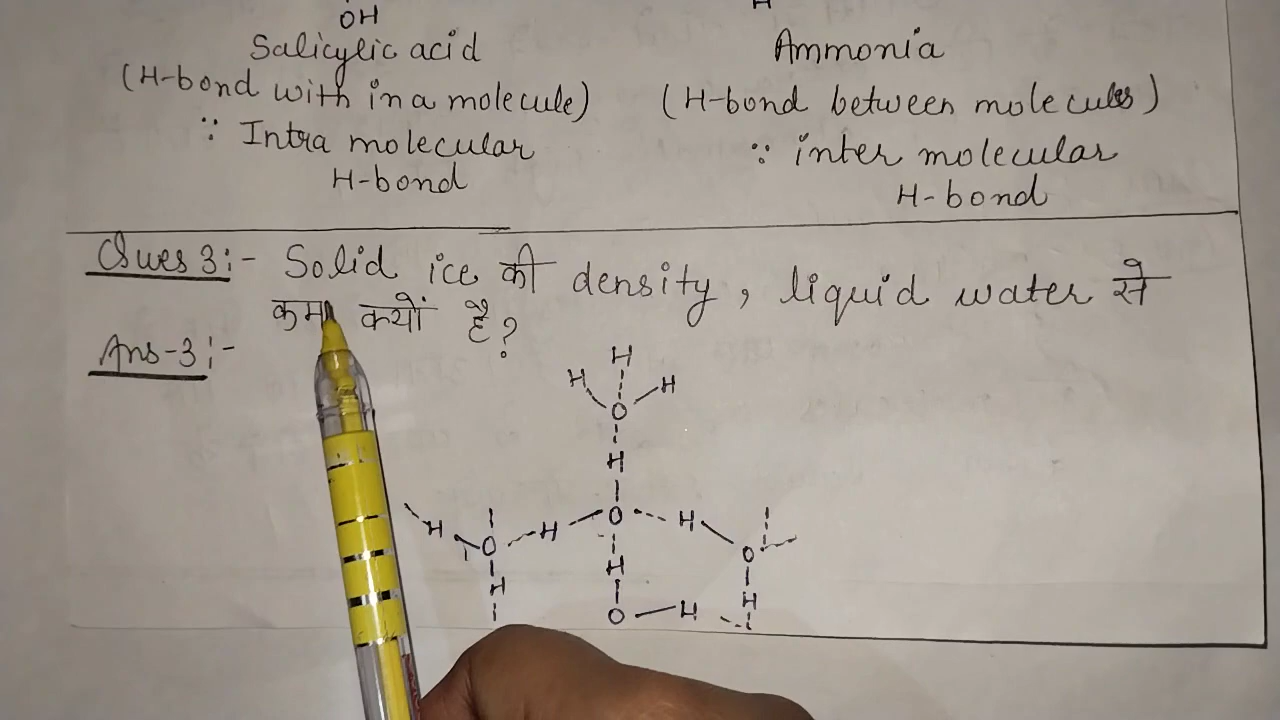 OH
H
Salicylic acid
Ammonia
(H-bond with in a molecule)
(H-bond between molecules)
∵ Intra molecular
H-bond
∵ inter molecular
H-bond
Ques 3:- Solid ice की density, liquid water से
कम क्यों है?
Ans-3:-
H
H H
O
H
H O H O H O
H H H
O H